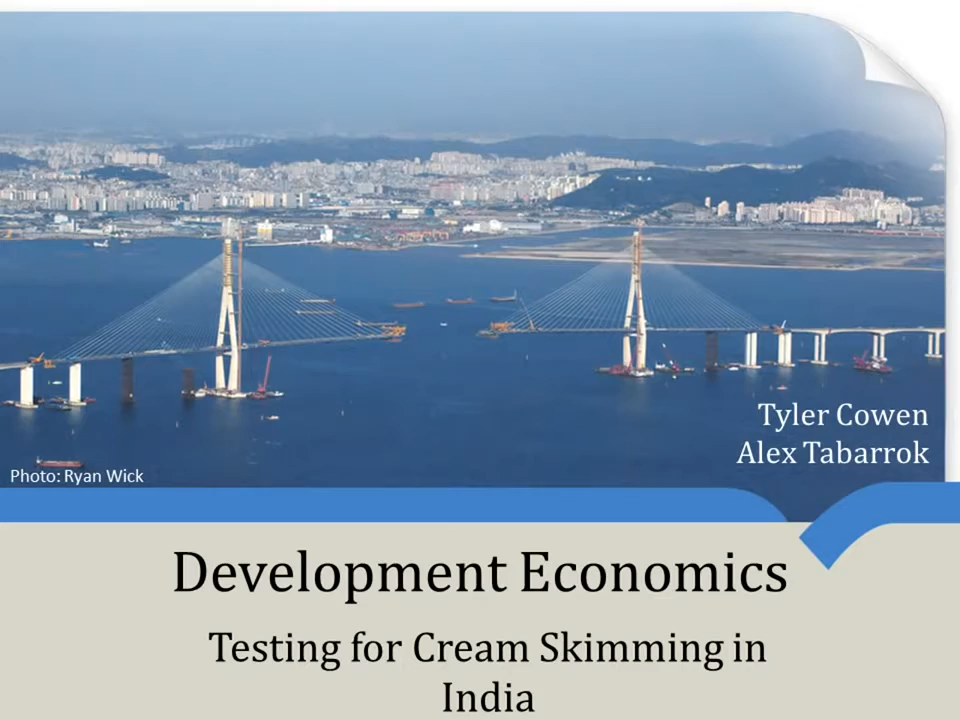 Tyler Cowen
Alex Tabarrok
Photo: Ryan Wick
Development Economics
Testing for Cream Skimming in
India